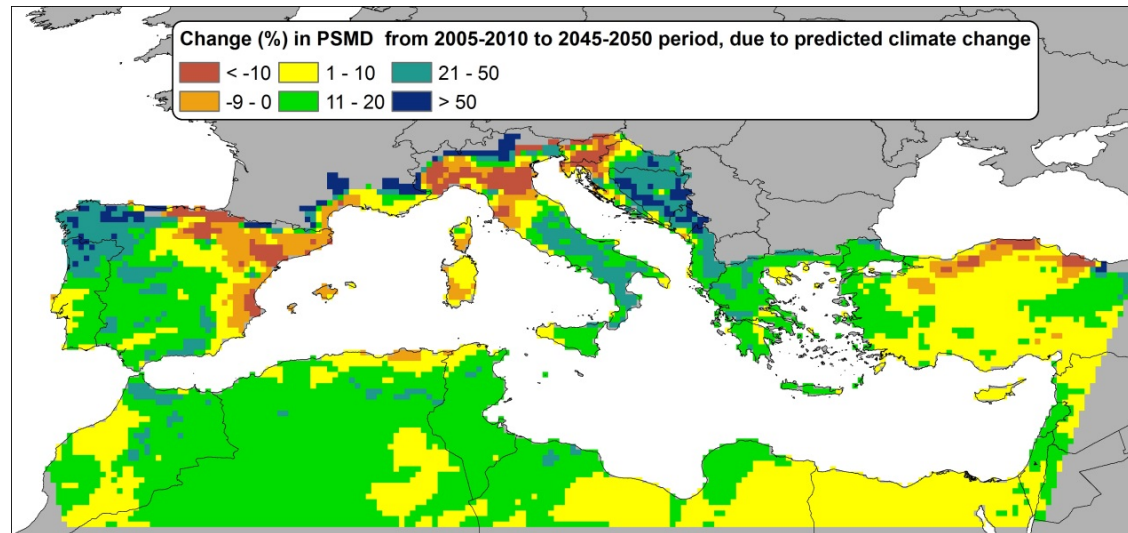 Change (%) in PSMD from 2005-2010 to 2045-2050 period, due to predicted climate change
< -10 1 - 10 21 - 50
-9 - 0 11 - 20 > 50